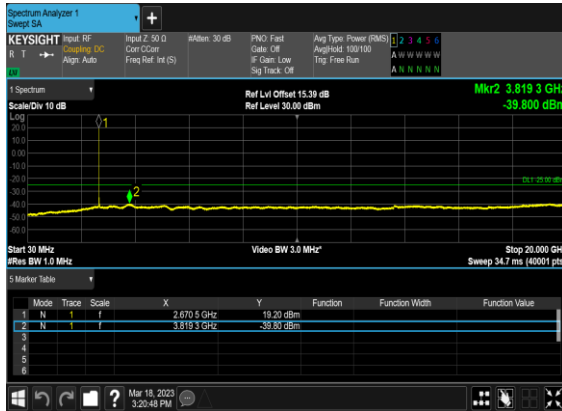 Spectrum Analyzer 1
Swept SA
+
KEYSIGHT Input: RF Input Z: 50 Ω #Atten: 30 dB PNO: Fast Avg Type: Power (RMS) 1 2 3 4 5 6
R T Coupling: DC Corr CCorr Gate: Off Avg|Hold: 100/100 A W W W W W
Align: Auto Freq Ref: Int (S) IF Gain: Low Trig: Free Run
LXI Sig Track: Off A N N N N N
1 Spectrum Ref Lvl Offset 15.39 dB Mkr2 3.819 3 GHz
Scale/Div 10 dB Ref Level 30.00 dBm -39.800 dBm
Log
20.0
10.0
0.00
-10.0
-20.0
-30.0
-40.0
-50.0
-60.0
1
2
DL1 -25.00 dBm
Start 30 MHz Video BW 3.0 MHz* Stop 20.000 GHz
#Res BW 1.0 MHz Sweep 34.7 ms (40001 pts)
5 Marker Table
Mode Trace Scale X Y Function Function Width Function Value
1 N 1 f 2.670 5 GHz 19.20 dBm
2 N 1 f 3.819 3 GHz -39.80 dBm
3
4
5
6
? Mar 18, 2023
3:20:48 PM